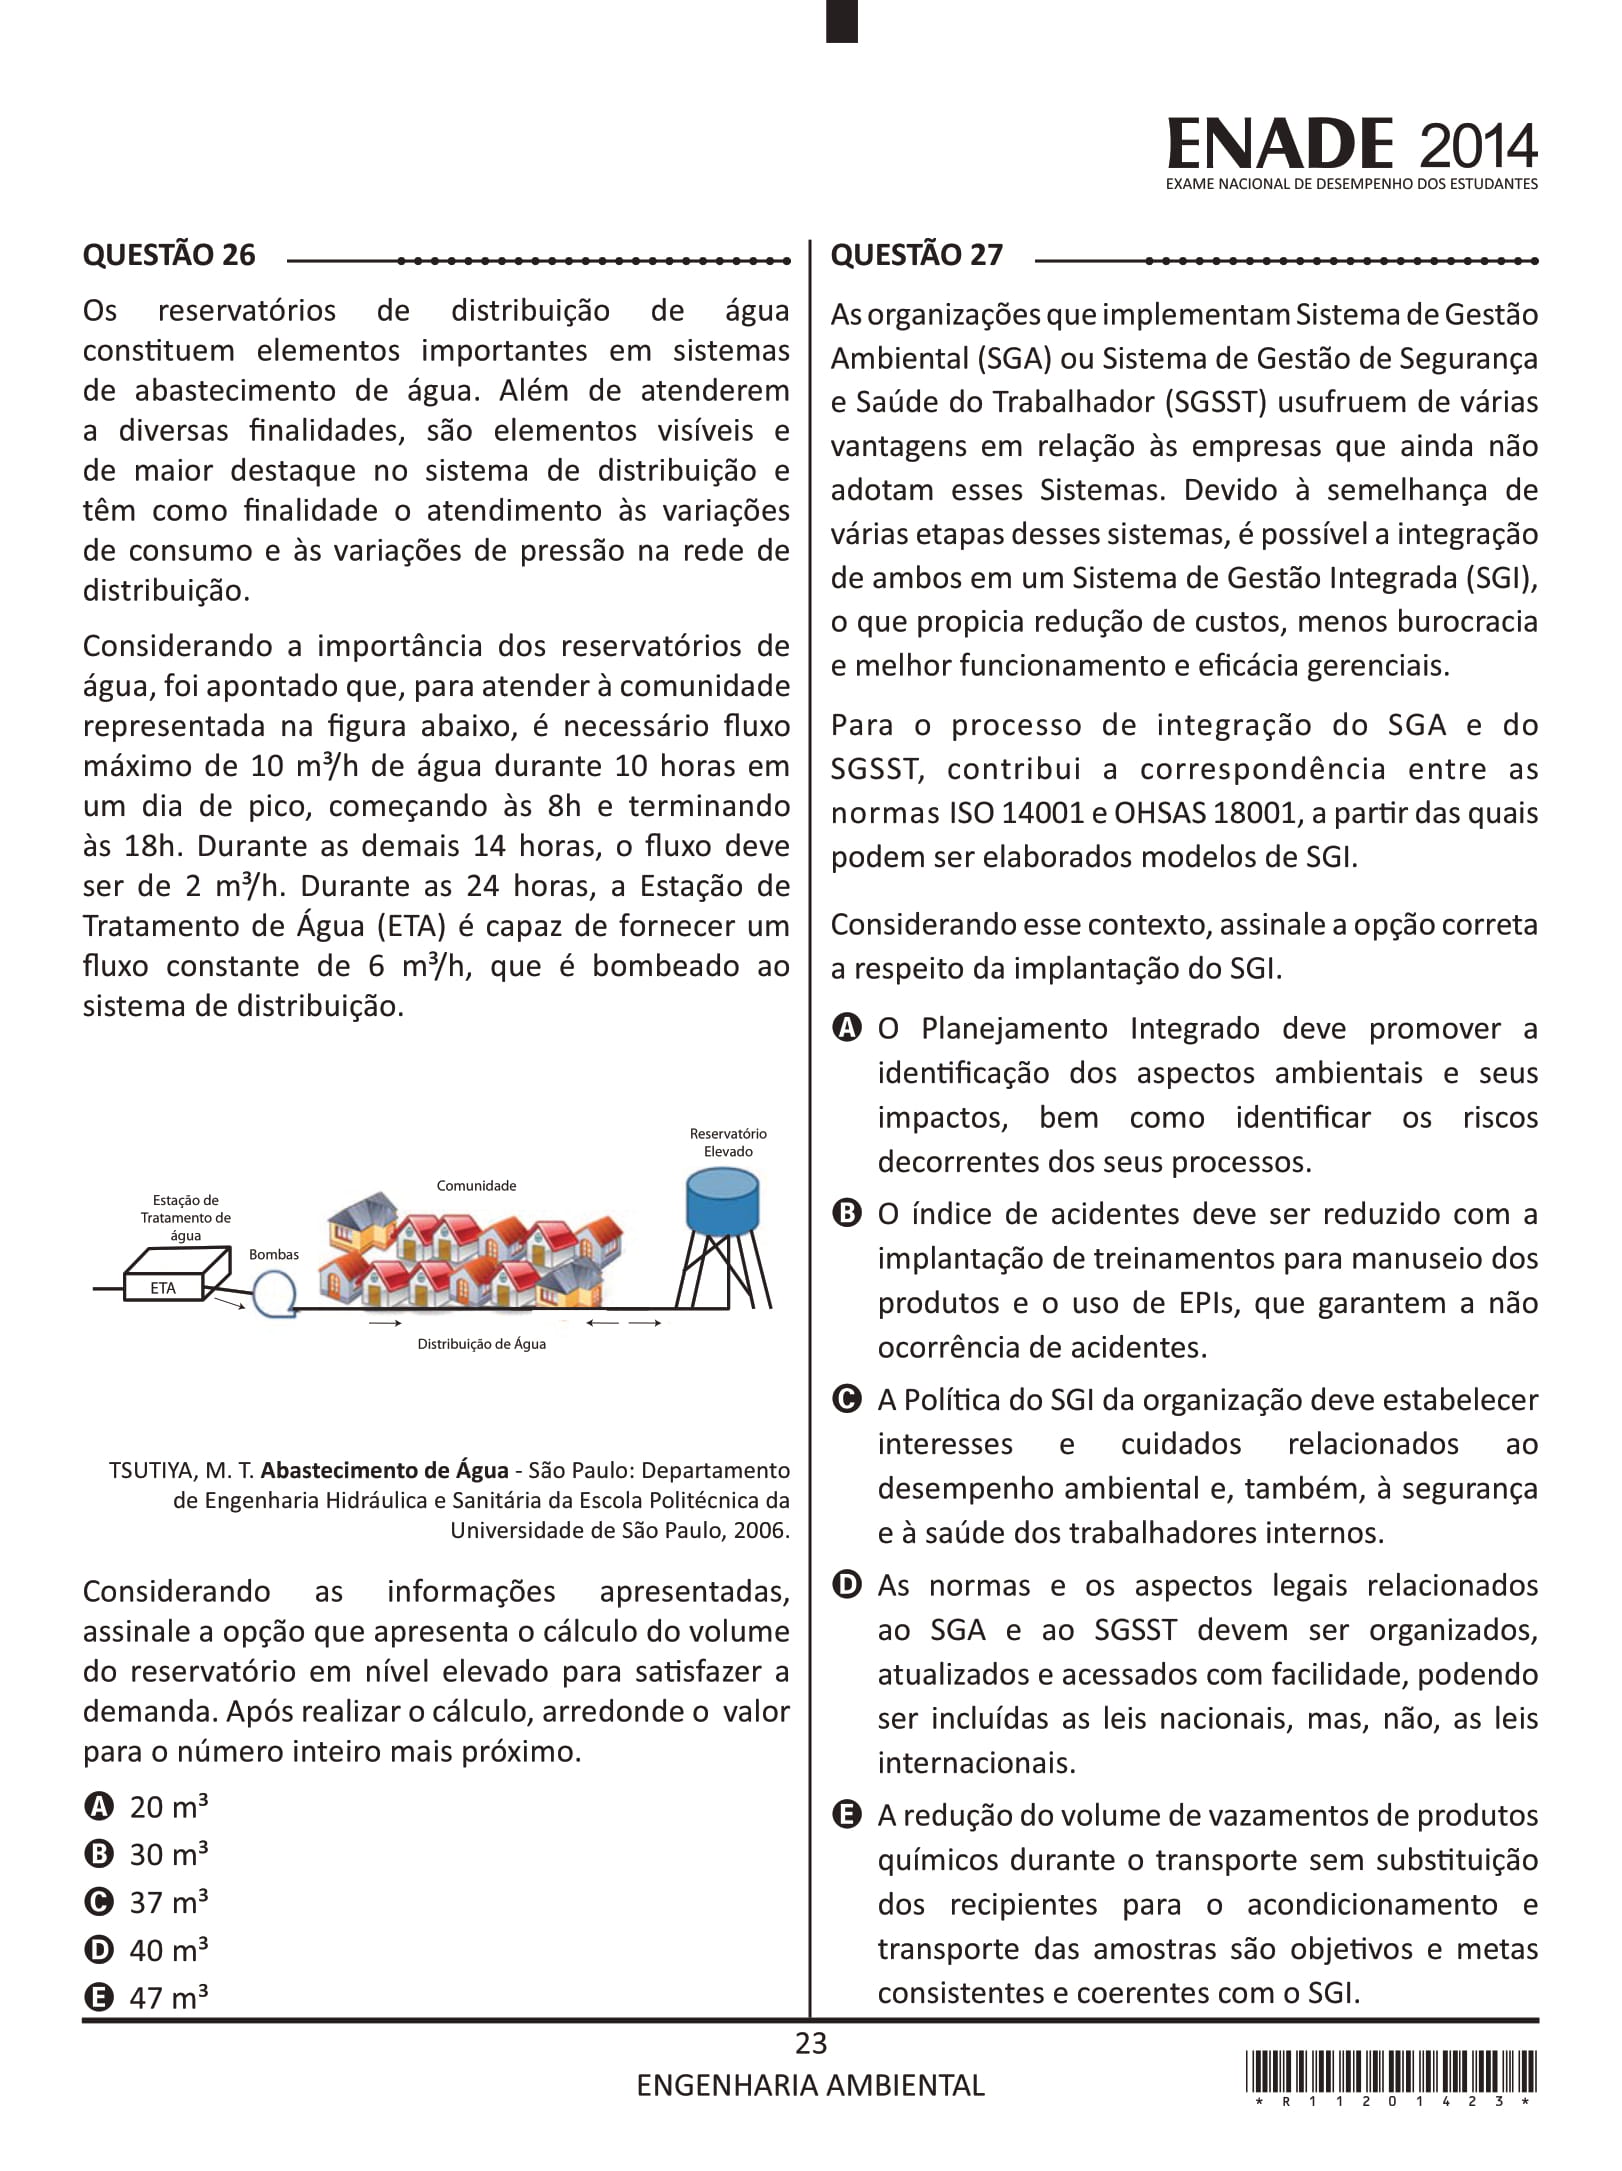 ENADE 2014
EXAME NACIONAL DE DESEMPENHO DOS ESTUDANTES
QUESTÃO 26
Os reservatórios de distribuição de água
constituem elementos importantes em sistemas
de abastecimento de água. Além de atenderem
a diversas finalidades, são elementos visíveis e
de maior destaque no sistema de distribuição e
têm como finalidade o atendimento às variações
de consumo e às variações de pressão na rede de
distribuição.
Considerando a importância dos reservatórios de
água, foi apontado que, para atender à comunidade
representada na figura abaixo, é necessário fluxo
máximo de 10 m³/h de água durante 10 horas em
um dia de pico, começando às 8h e terminando
às 18h. Durante as demais 14 horas, o fluxo deve
ser de 2 m³/h. Durante as 24 horas, a Estação de
Tratamento de Água (ETA) é capaz de fornecer um
fluxo constante de 6 m³/h, que é bombeado ao
sistema de distribuição.
Reservatório
Elevado
Comunidade
Estação de
Tratamento de
água
Bombas
ETA
Distribuição de Água
TSUTIYA, M. T. Abastecimento de Água - São Paulo: Departamento
de Engenharia Hidráulica e Sanitária da Escola Politécnica da
Universidade de São Paulo, 2006.
Considerando as informações apresentadas,
assinale a opção que apresenta o cálculo do volume
do reservatório em nível elevado para satisfazer a
demanda. Após realizar o cálculo, arredonde o valor
para o número inteiro mais próximo.
A 20 m³
B 30 m³
C 37 m³
D 40 m³
E 47 m³
QUESTÃO 27
As organizações que implementam Sistema de Gestão
Ambiental (SGA) ou Sistema de Gestão de Segurança
e Saúde do Trabalhador (SGSST) usufruem de várias
vantagens em relação às empresas que ainda não
adotam esses Sistemas. Devido à semelhança de
várias etapas desses sistemas, é possível a integração
de ambos em um Sistema de Gestão Integrada (SGI),
o que propicia redução de custos, menos burocracia
e melhor funcionamento e eficácia gerenciais.
Para o processo de integração do SGA e do
SGSST, contribui a correspondência entre as
normas ISO 14001 e OHSAS 18001, a partir das quais
podem ser elaborados modelos de SGI.
Considerando esse contexto, assinale a opção correta
a respeito da implantação do SGI.
A O Planejamento Integrado deve promover a
identificação dos aspectos ambientais e seus
impactos, bem como identificar os riscos
decorrentes dos seus processos.
B O índice de acidentes deve ser reduzido com a
implantação de treinamentos para manuseio dos
produtos e o uso de EPIs, que garantem a não
ocorrência de acidentes.
C A Política do SGI da organização deve estabelecer
interesses e cuidados relacionados ao
desempenho ambiental e, também, à segurança
e à saúde dos trabalhadores internos.
D As normas e os aspectos legais relacionados
ao SGA e ao SGSST devem ser organizados,
atualizados e acessados com facilidade, podendo
ser incluídas as leis nacionais, mas, não, as leis
internacionais.
E A redução do volume de vazamentos de produtos
químicos durante o transporte sem substituição
dos recipientes para o acondicionamento e
transporte das amostras são objetivos e metas
consistentes e coerentes com o SGI.
23
ENGENHARIA AMBIENTAL
*R11201423*